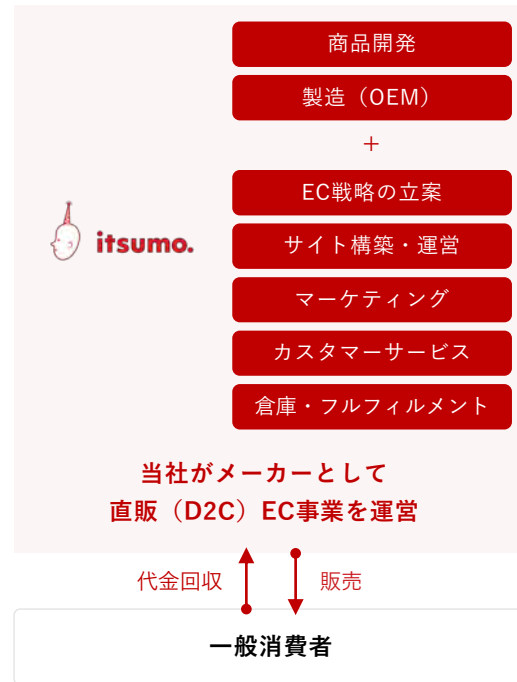 商品開発
製造（OEM）
+
EC戦略の立案
itsumo.
サイト構築・運営
マーケティング
カスタマーサービス
倉庫・フルフィルメント
当社がメーカーとして
直販（D2C）EC事業を運営
代金回収
販売
一般消費者